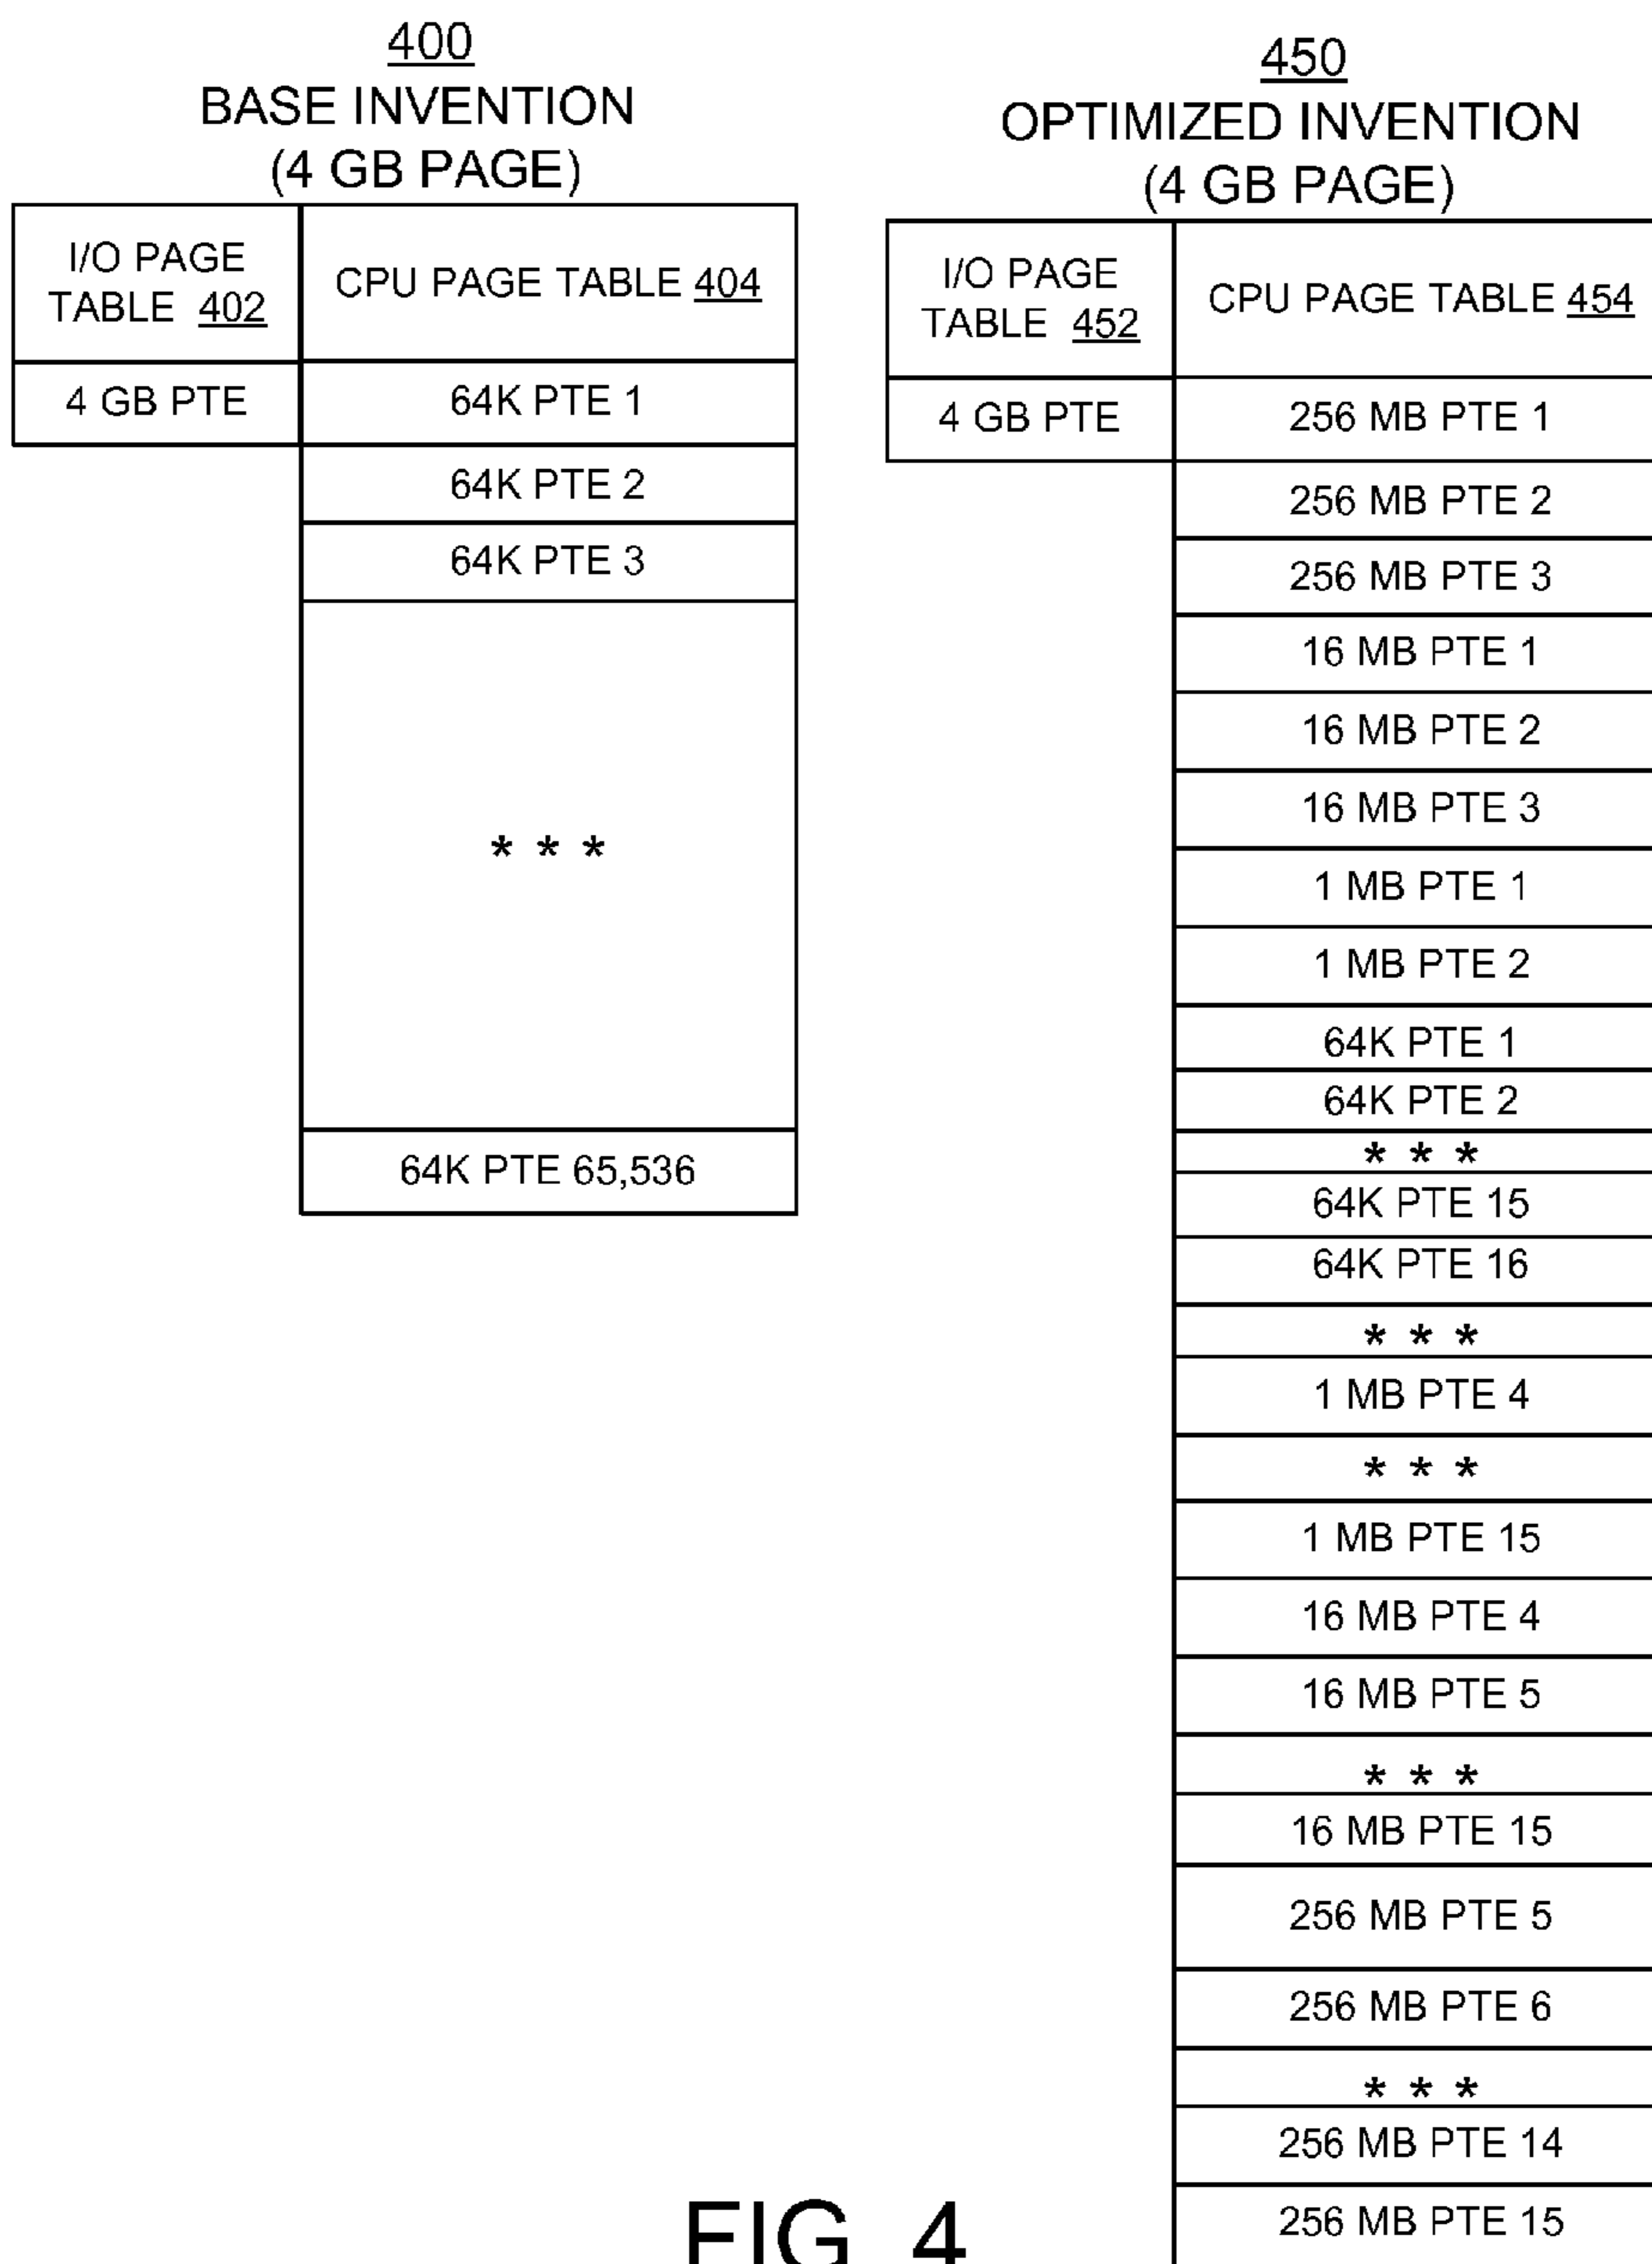 400
BASE INVENTION
(4 GB PAGE)
I/O PAGE
TABLE 402
CPU PAGE TABLE 404
4 GB PTE
64K PTE 1
64K PTE 2
64K PTE 3
* * *
64K PTE 65,536
450
OPTIMIZED INVENTION
(4 GB PAGE)
I/O PAGE
TABLE 452
CPU PAGE TABLE 454
4 GB PTE
256 MB PTE 1
256 MB PTE 2
256 MB PTE 3
16 MB PTE 1
16 MB PTE 2
16 MB PTE 3
1 MB PTE 1
1 MB PTE 2
64K PTE 1
64K PTE 2
* * *
64K PTE 15
64K PTE 16
* * *
1 MB PTE 4
* * *
1 MB PTE 15
16 MB PTE 4
16 MB PTE 5
* * *
16 MB PTE 15
256 MB PTE 5
256 MB PTE 6
* * *
256 MB PTE 14
256 MB PTE 15
FIG. 4